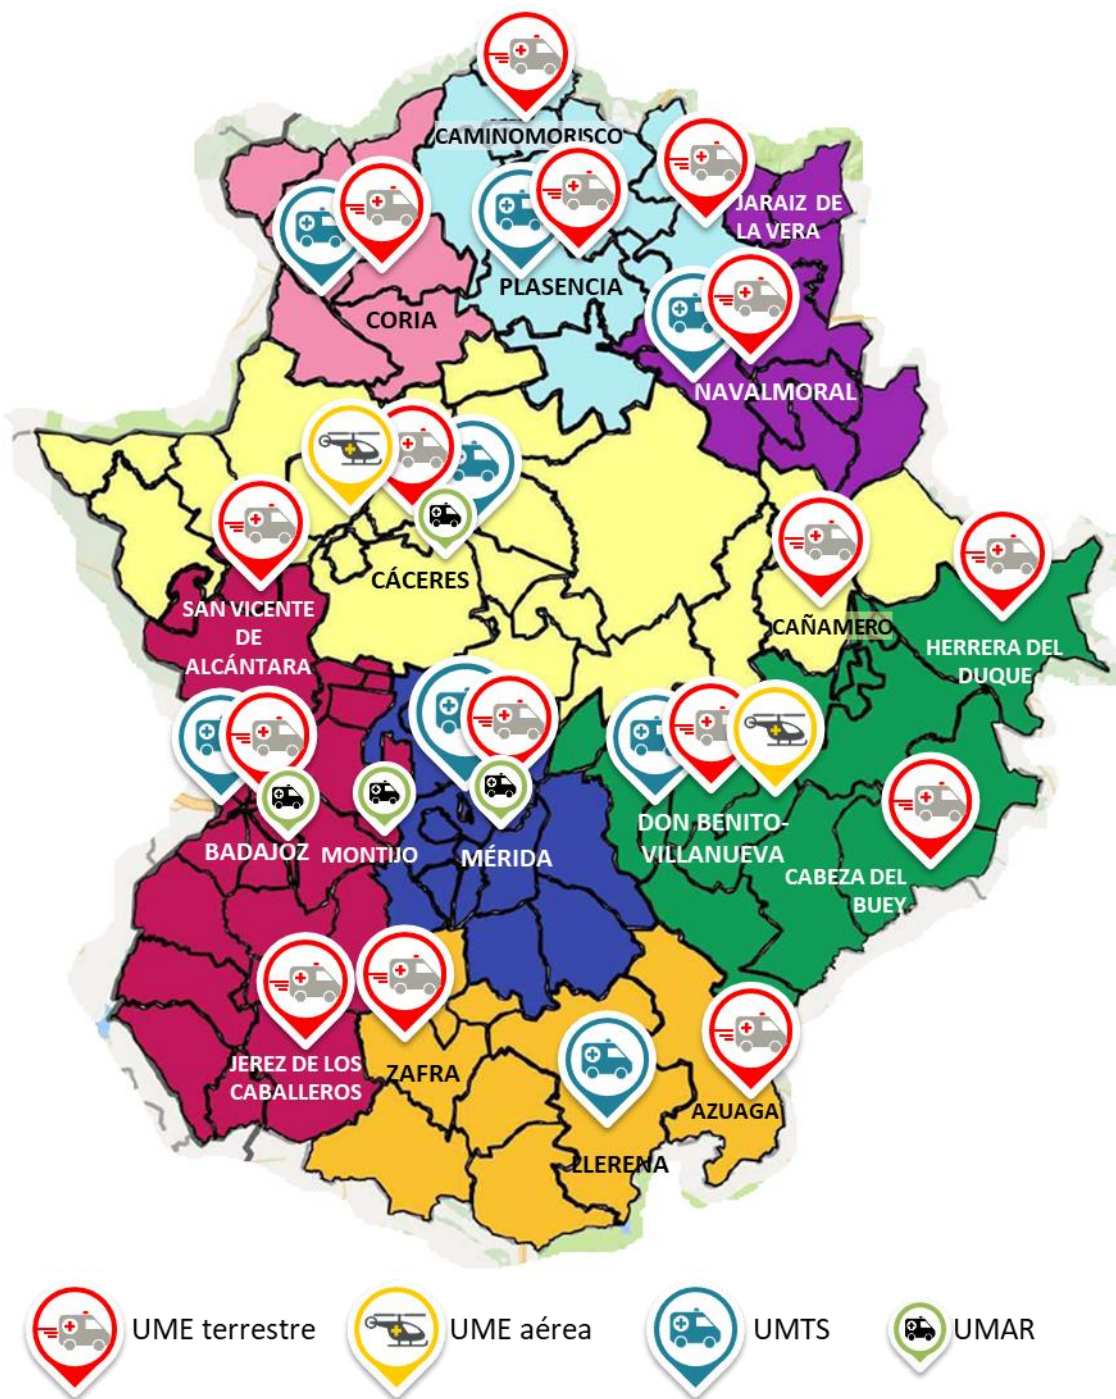 CAMINOMORISCO
JARAIZ DE
LA VERA
PLASENCIA
CORIA
NAVALMORAL
CÁCERES
SAN VICENTE
DE
ALCÁNTARA
CAÑAMERO
HERRERA DEL
DUQUE
BADAJOZ
MONTIJO
MÉRIDA
DON BENITO-
VILLANUEVA
CABEZA DEL
BUEY
JEREZ DE LOS
CABALLEROS
ZAFRA
AZUAGA
LLERENA
UME terrestre
UME aérea
UMTS
UMAR